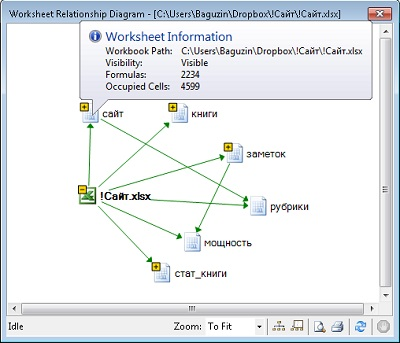 Worksheet Relationship Diagram - [C:\Users\Baguzin\Dropbox\!Сайт\!Сайт.xlsx]
Worksheet Information
Workbook Path: C:\Users\Baguzin\Dropbox\!Сайт\!Сайт.xlsx
Visibility: Visible
Formulas: 2234
Occupied Cells: 4599
сайт
книги
заметок
!Сайт.xlsx
рубрики
мощность
стат_книги
Idle
Zoom: To Fit